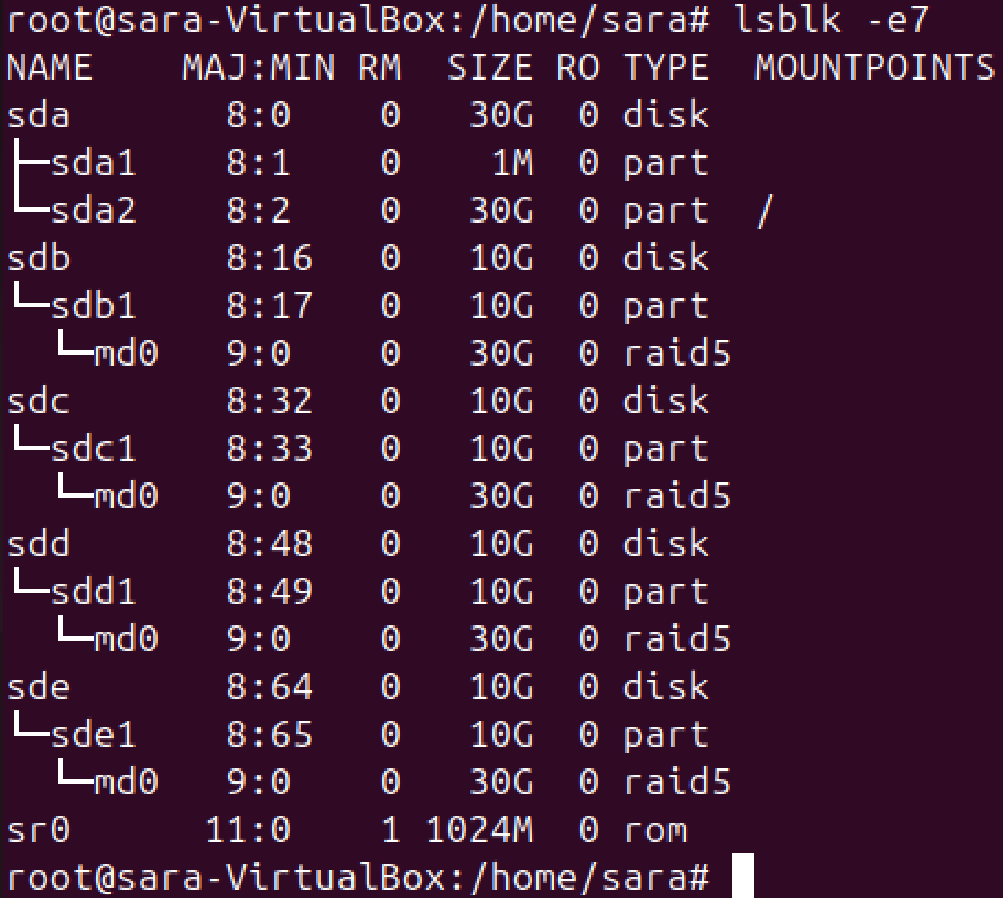 root@sara-VirtualBox:/home/sara# lsblk -e7
NAME    MAJ:MIN RM   SIZE RO TYPE  MOUNTPOINTS
sda       8:0    0    30G  0 disk
├─sda1    8:1    0     1M  0 part
└─sda2    8:2    0    30G  0 part  /
sdb       8:16   0    10G  0 disk
└─sdb1    8:17   0    10G  0 part
  └─md0   9:0    0    30G  0 raid5
sdc       8:32   0    10G  0 disk
└─sdc1    8:33   0    10G  0 part
  └─md0   9:0    0    30G  0 raid5
sdd       8:48   0    10G  0 disk
└─sdd1    8:49   0    10G  0 part
  └─md0   9:0    0    30G  0 raid5
sde       8:64   0    10G  0 disk
└─sde1    8:65   0    10G  0 part
  └─md0   9:0    0    30G  0 raid5
sr0      11:0    1 1024M  0 rom
root@sara-VirtualBox:/home/sara#